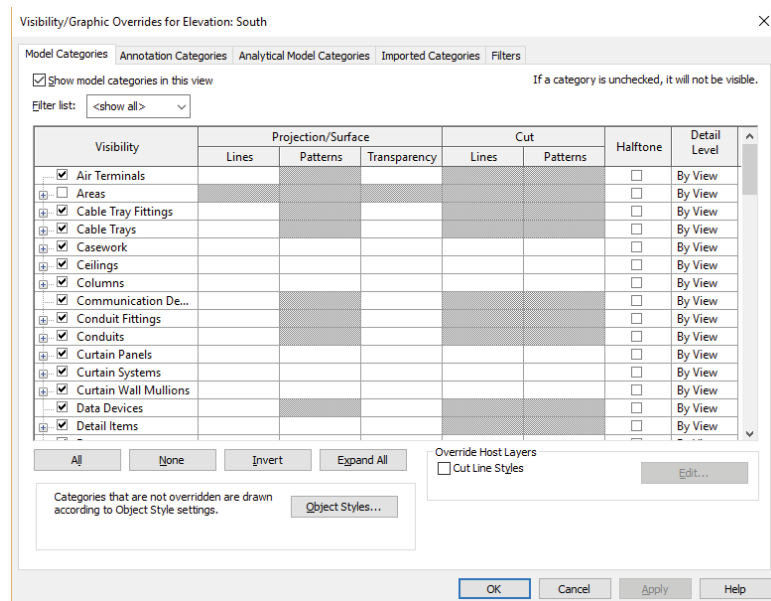 Visibility/Graphic Overrides for Elevation: South
Model Categories Annotation Categories Analytical Model Categories Imported Categories Filters
Show model categories in this view If a category is unchecked, it will not be visible.
Filter list: <show all>
Visibility Projection/Surface Cut Halftone Detail Level
Lines Patterns Transparency Lines Patterns
Air Terminals By View
Areas By View
Cable Tray Fittings By View
Cable Trays By View
Casework By View
Ceilings By View
Columns By View
Communication De... By View
Conduit Fittings By View
Conduits By View
Curtain Panels By View
Curtain Systems By View
Curtain Wall Mullions By View
Data Devices By View
Detail Items By View
All None Invert Expand All
Override Host Layers
Cut Line Styles Edit...
Categories that are not overridden are drawn
according to Object Style settings.
Object Styles...
OK Cancel Apply Help